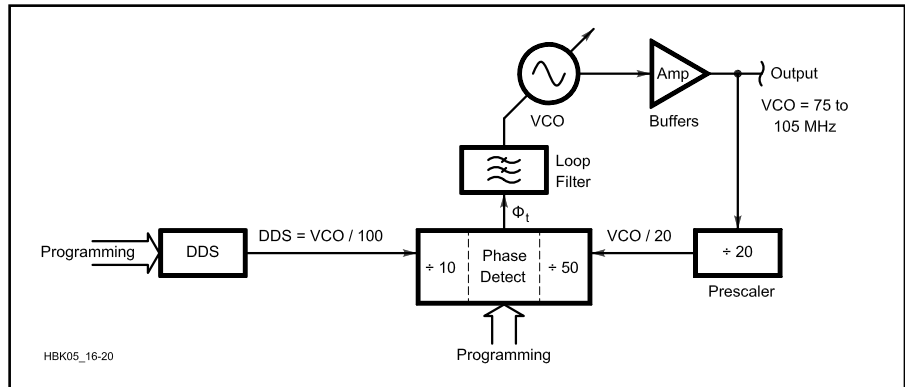 Amp
Output
VCO
Buffers
VCO = 75 to
105 MHz
Loop
Filter
Φt
Programming
DDS
DDS = VCO / 100
÷ 10
Phase
Detect
÷ 50
VCO / 20
÷ 20
Prescaler
Programming
HBK05_16-20